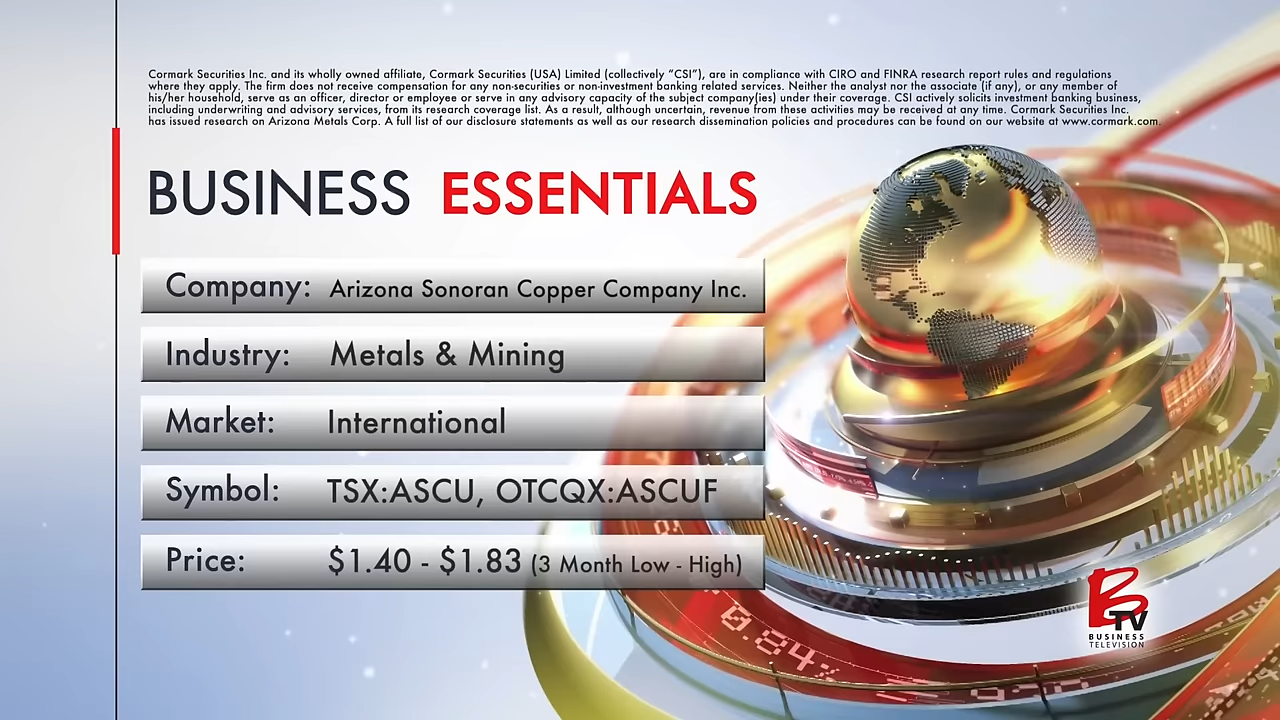 Cormark Securities Inc. and its wholly owned affiliate, Cormark Securities (USA) Limited (collectively “CSI”), are in compliance with CIRO and FINRA research report rules and regulations
where they apply. The firm does not receive compensation for any non-securities or non-investment banking related services. Neither the analyst nor the associate (if any), or any member of
his/her household, serve as an officer, director or employee or serve in any advisory capacity of the subject company(ies) under their coverage. CSI actively solicits investment banking business,
including underwriting and advisory services, from its research coverage list. As a result, although uncertain, revenue from these activities may be received at any time. Cormark Securities Inc.
has issued research on Arizona Metals Corp. A full list of our disclosure statements as well as our research dissemination policies and procedures can be found on our website at www.cormark.com.
BUSINESS ESSENTIALS
Company: Arizona Sonoran Copper Company Inc.
Industry: Metals & Mining
Market: International
Symbol: TSX:ASCU, OTCQX:ASCUF
Price: $1.40 - $1.83 (3 Month Low - High)
0.84%
BTV
BUSINESS
TELEVISION